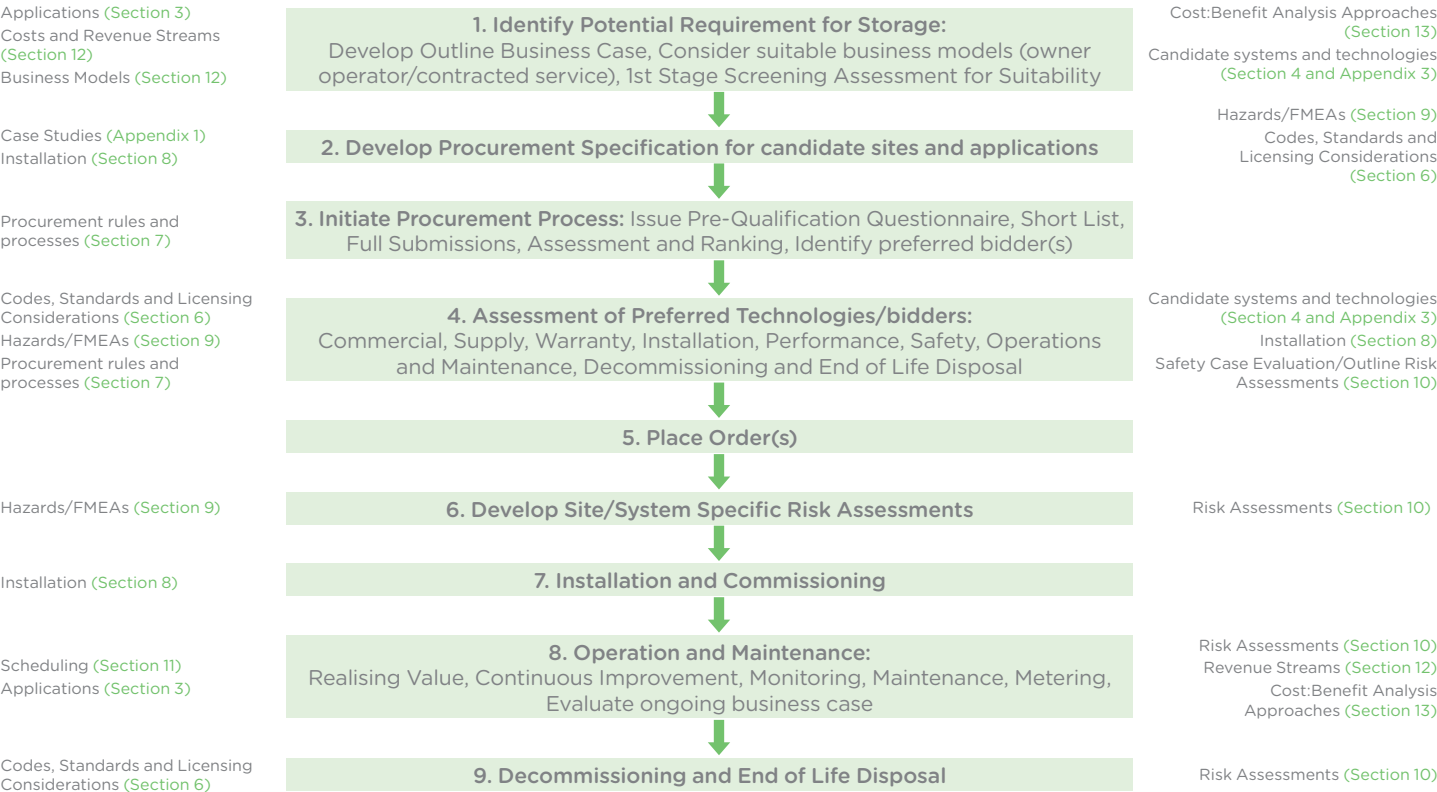 Applications (Section 3)
Costs and Revenue Streams
(Section 12)
Business Models (Section 12)
1. Identify Potential Requirement for Storage:
Develop Outline Business Case, Consider suitable business models (owner
operator/contracted service), 1st Stage Screening Assessment for Suitability
Cost:Benefit Analysis Approaches
(Section 13)
Candidate systems and technologies
(Section 4 and Appendix 3)
Case Studies (Appendix 1)
Installation (Section 8)
2. Develop Procurement Specification for candidate sites and applications
Hazards/FMEAs (Section 9)
Codes, Standards and
Licensing Considerations
(Section 6)
Procurement rules and
processes (Section 7)
3. Initiate Procurement Process: Issue Pre-Qualification Questionnaire, Short List,
Full Submissions, Assessment and Ranking, Identify preferred bidder(s)
Codes, Standards and Licensing
Considerations (Section 6)
Hazards/FMEAs (Section 9)
Procurement rules and
processes (Section 7)
4. Assessment of Preferred Technologies/bidders:
Commercial, Supply, Warranty, Installation, Performance, Safety, Operations
and Maintenance, Decommissioning and End of Life Disposal
Candidate systems and technologies
(Section 4 and Appendix 3)
Installation (Section 8)
Safety Case Evaluation/Outline Risk
Assessments (Section 10)
5. Place Order(s)
Hazards/FMEAs (Section 9)
6. Develop Site/System Specific Risk Assessments
Risk Assessments (Section 10)
Installation (Section 8)
7. Installation and Commissioning
Scheduling (Section 11)
Applications (Section 3)
8. Operation and Maintenance:
Realising Value, Continuous Improvement, Monitoring, Maintenance, Metering,
Evaluate ongoing business case
Risk Assessments (Section 10)
Revenue Streams (Section 12)
Cost:Benefit Analysis
Approaches (Section 13)
Codes, Standards and Licensing
Considerations (Section 6)
9. Decommissioning and End of Life Disposal
Risk Assessments (Section 10)